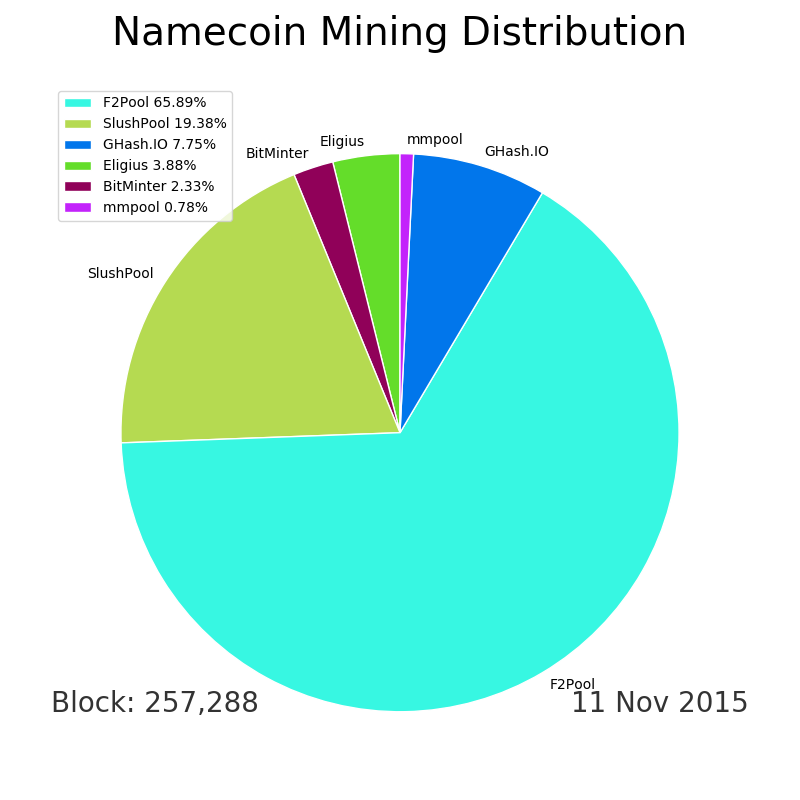 Namecoin Mining Distribution
F2Pool 65.89%
SlushPool 19.38%
GHash.IO 7.75%
Eligius 3.88%
BitMinter 2.33%
mmpool 0.78%
mmpool
Eligius
GHash.IO
BitMinter
SlushPool
F2Pool
Block: 257,288
11 Nov 2015